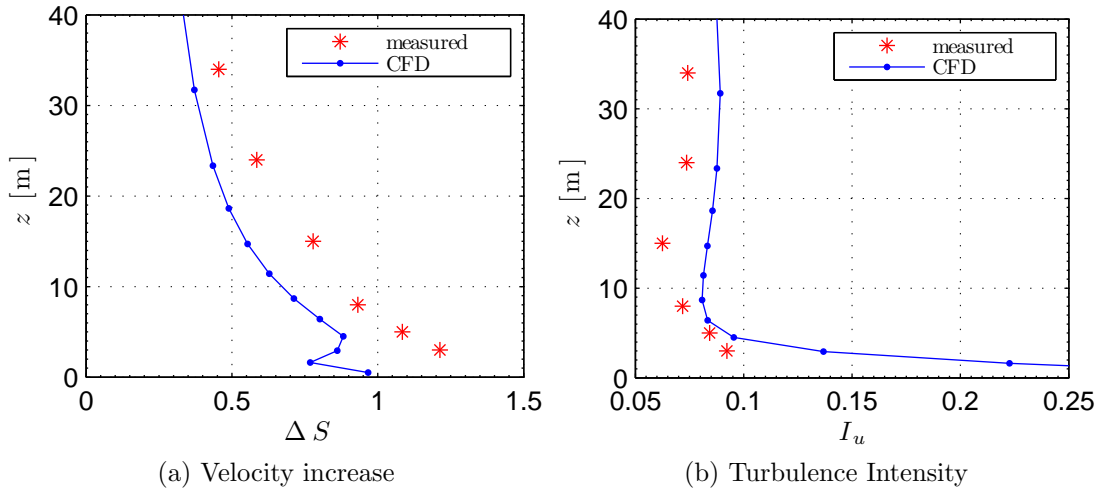 measured
CFD
40
30
20
10
0
z [m]
0
0.5
1
1.5
Δ S
(a) Velocity increase
measured
CFD
40
30
20
10
0
z [m]
0.05
0.1
0.15
0.2
0.25
I_u
(b) Turbulence Intensity